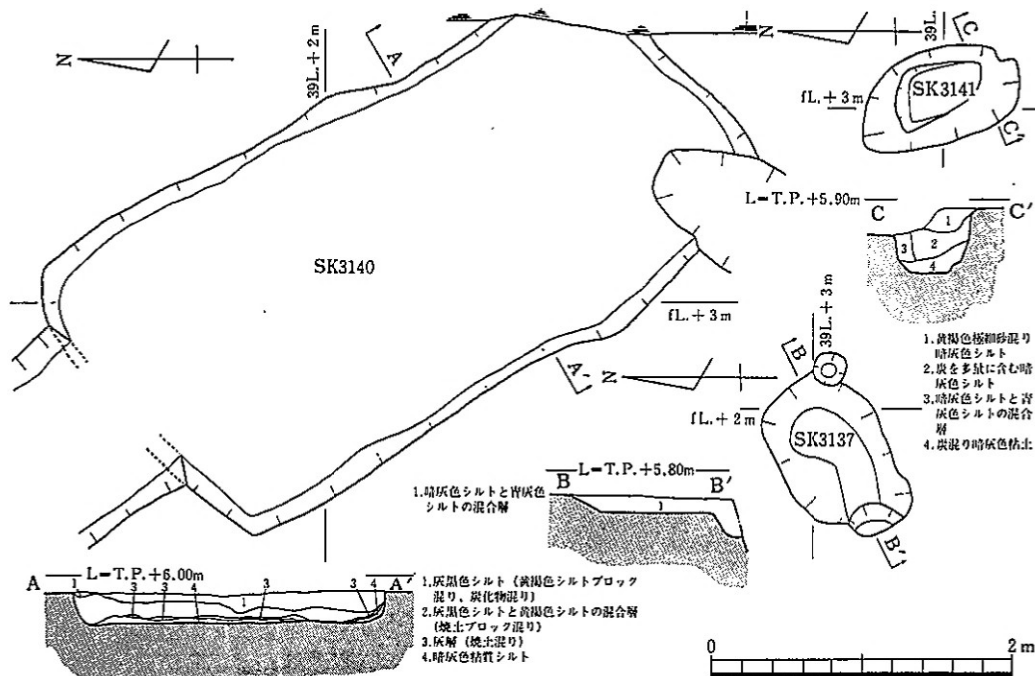 N
39L.+2m
A
SK3140
fL.+3m
A'
N
39L.
C
fL.+3m
SK3141
C'
L=T.P.+5.90m
C
C'
1
2
3
4
1.黄褐色極細砂混り
暗灰色シルト
2.炭を多量に含む暗
灰色シルト
3.暗灰色シルトと青
灰色シルトの混合
層
4.炭混り暗灰色粘土
N
39L.+3m
B
fL.+2m
SK3137
B'
L=T.P.+5.80m
B
B'
1
1.暗灰色シルトと青灰色
シルトの混合層
L=T.P.+6.00m
A
A'
1
3
3
4
3
3
4
1
1.灰黒色シルト(黄褐色シルトブロック
混り、炭化物混り)
2.灰黒色シルトと黄褐色シルトの混合層
(焼土ブロック混り)
3.灰層(焼土混り)
4.暗灰色粘質シルト
0
2m